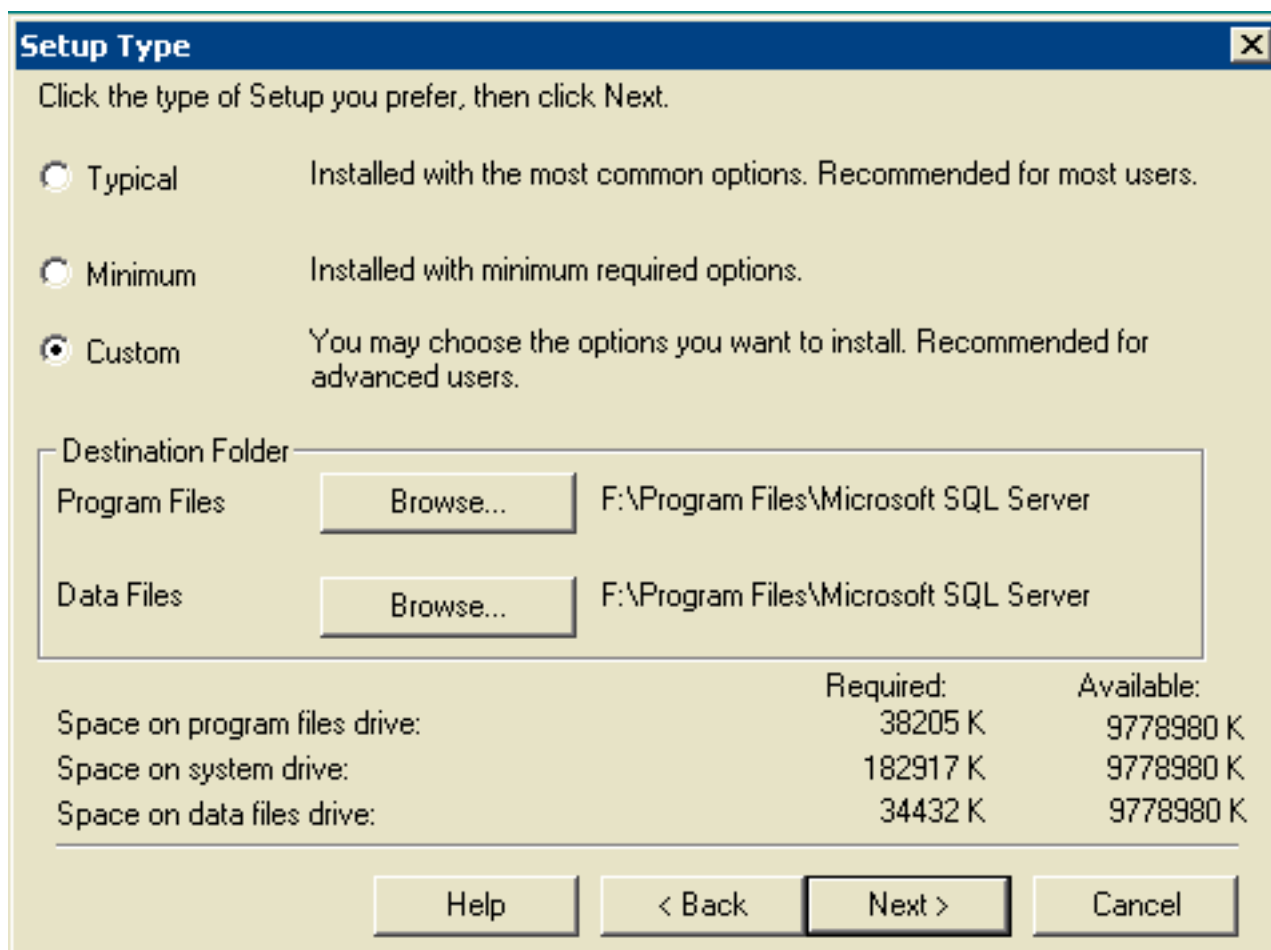 Setup Type
Click the type of Setup you prefer, then click Next.
Typical Installed with the most common options. Recommended for most users.
Minimum Installed with minimum required options.
Custom You may choose the options you want to install. Recommended for
advanced users.
Destination Folder
Program Files Browse... F:\Program Files\Microsoft SQL Server
Data Files Browse... F:\Program Files\Microsoft SQL Server
Required: Available:
Space on program files drive: 38205 K 9778980 K
Space on system drive: 182917 K 9778980 K
Space on data files drive: 34432 K 9778980 K
Help < Back Next > Cancel